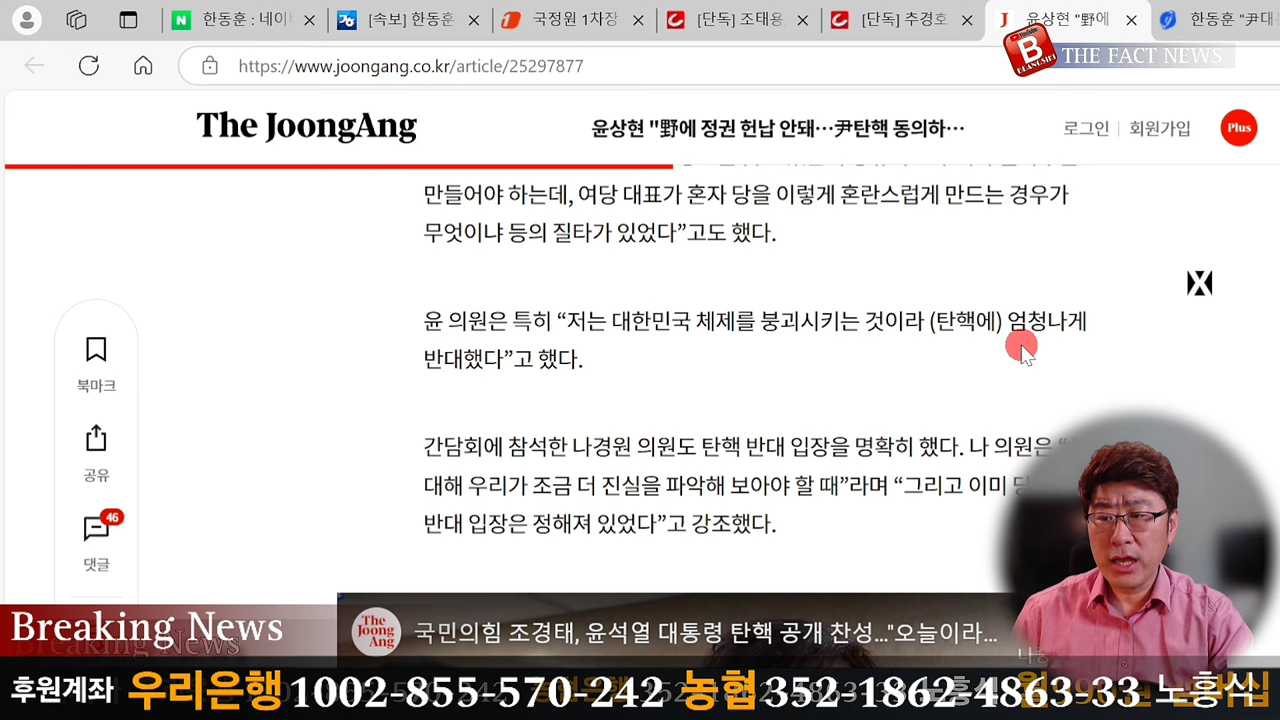 한동훈 : 네이
[속보] 한동훈
국정원 1차장
[단독] 조태용,
[단독] 추경호
윤상현 "野에
한동훈 "尹대
THE FACT NEWS
https://www.joongang.co.kr/article/25297877
The JoongAng
윤상현 "野에 정권 헌납 안돼…尹탄핵 동의하…
로그인
회원가입
Plus
만들어야 하는데, 여당 대표가 혼자 당을 이렇게 혼란스럽게 만드는 경우가
무엇이냐 등의 질타가 있었다”고도 했다.
윤 의원은 특히 “저는 대한민국 체제를 붕괴시키는 것이라 (탄핵에) 엄청나게
반대했다”고 했다.
간담회에 참석한 나경원 의원도 탄핵 반대 입장을 명확히 했다. 나 의원은
대해 우리가 조금 더 진실을 파악해 보아야 할 때”라며 “그리고 이미
반대 입장은 정해져 있었다”고 강조했다.
북마크
공유
46
댓글
Breaking News
The JoongAng
국민의힘 조경태, 윤석열 대통령 탄핵 공개 찬성..."오늘이라...
후원계좌 우리은행 1002-855-570-242 농협 352-1862-4863-33 노흥식